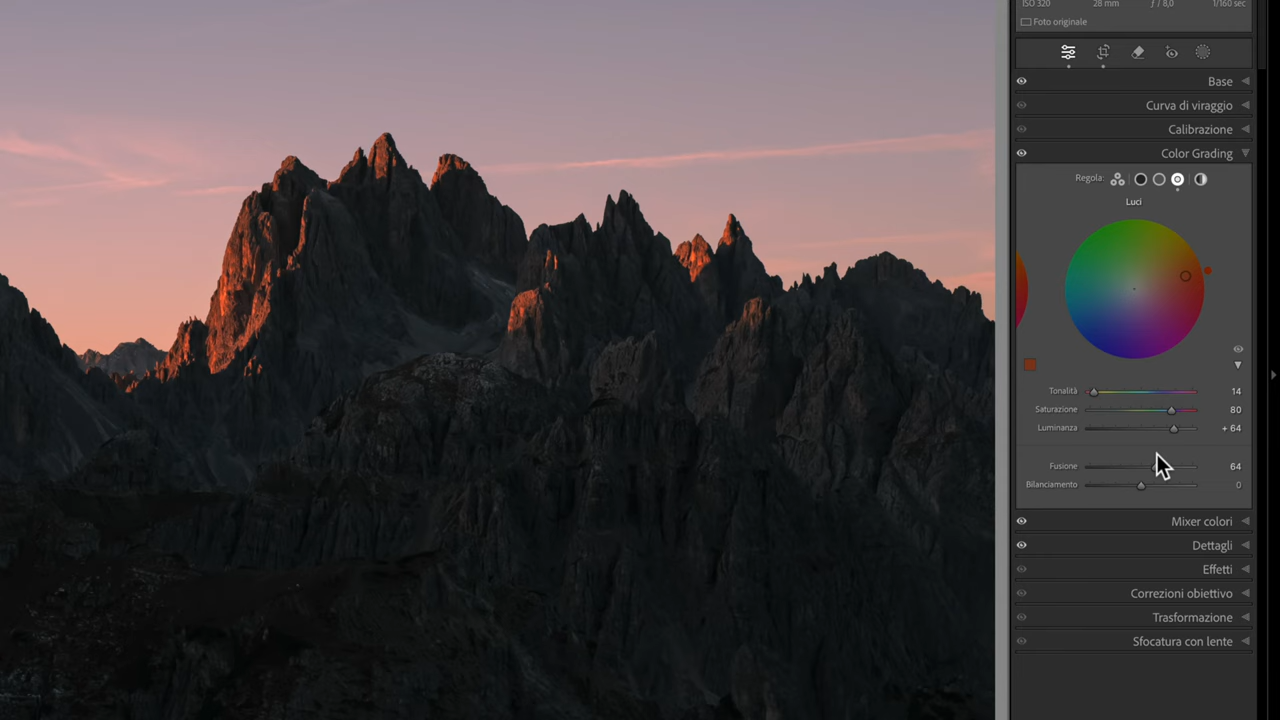 ISO 320 28 mm ƒ / 8,0 1/160 sec
Foto originale
Base
Curva di viraggio
Calibrazione
Color Grading
Regola:
Luci
Tonalità 14
Saturazione 80
Luminanza + 64
Fusione 64
Bilanciamento 0
Mixer colori
Dettagli
Effetti
Correzioni obiettivo
Trasformazione
Sfocatura con lente